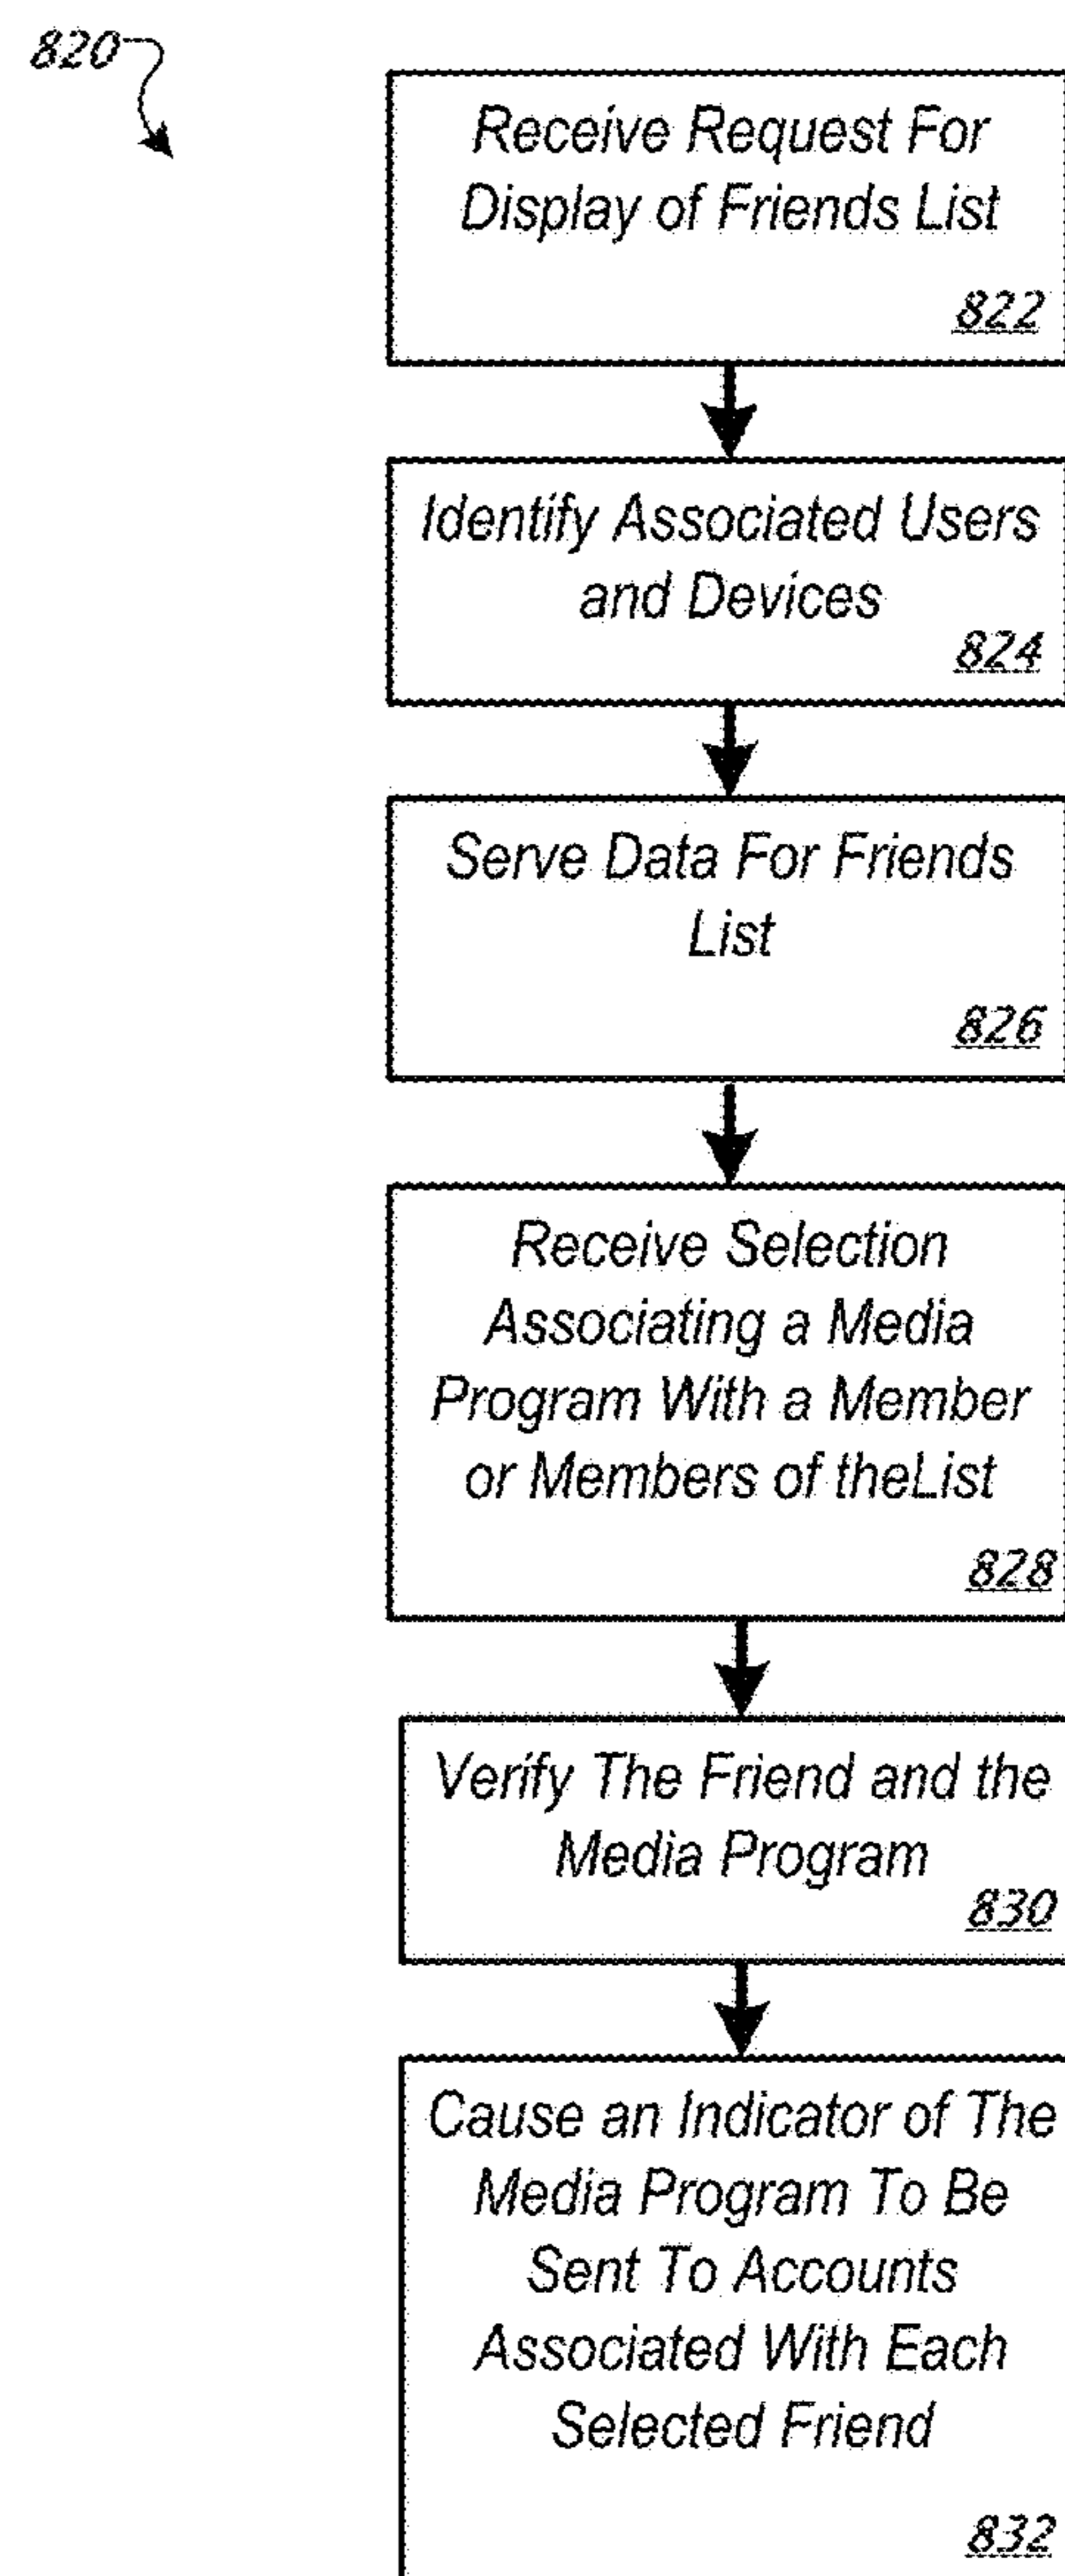 820
Receive Request For
Display of Friends List
822
Identify Associated Users
and Devices
824
Serve Data For Friends
List
826
Receive Selection
Associating a Media
Program With a Member
or Members of theList
828
Verify The Friend and the
Media Program
830
Cause an Indicator of The
Media Program To Be
Sent To Accounts
Associated With Each
Selected Friend
832